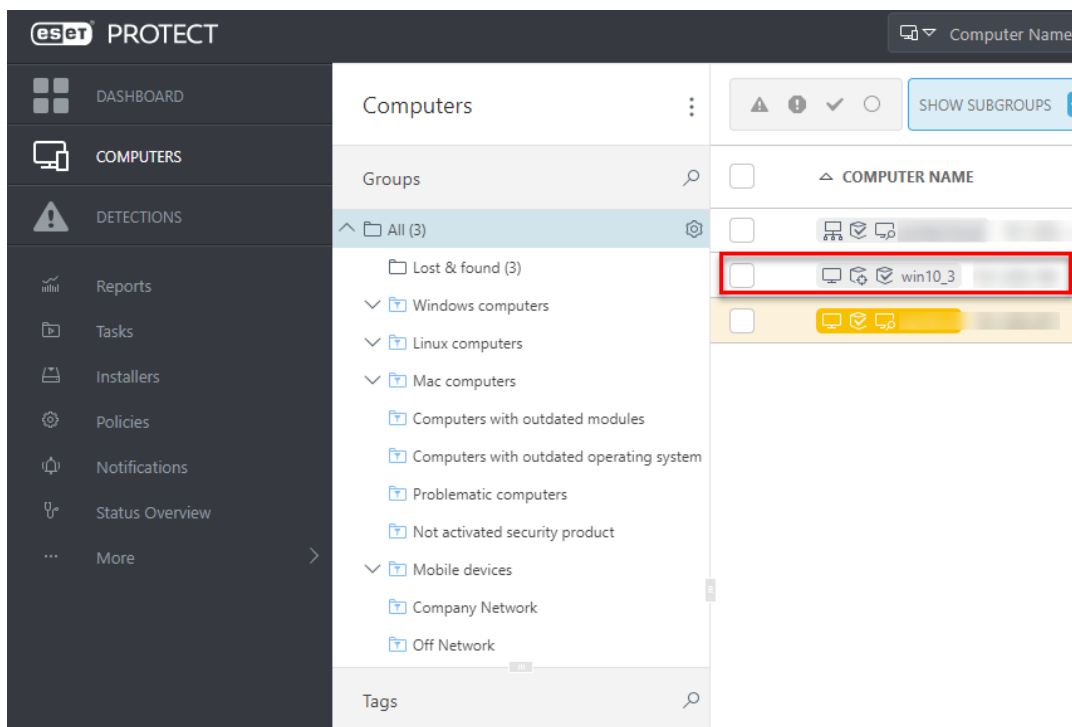 eset PROTECT
Computer Name
DASHBOARD
COMPUTERS
DETECTIONS
Reports
Tasks
Installers
Policies
Notifications
Status Overview
More
Computers
Groups
All (3)
Lost & found (3)
Windows computers
Linux computers
Mac computers
Computers with outdated modules
Computers with outdated operating system
Problematic computers
Not activated security product
Mobile devices
Company Network
Off Network
Tags
SHOW SUBGROUPS
COMPUTER NAME
win10_3